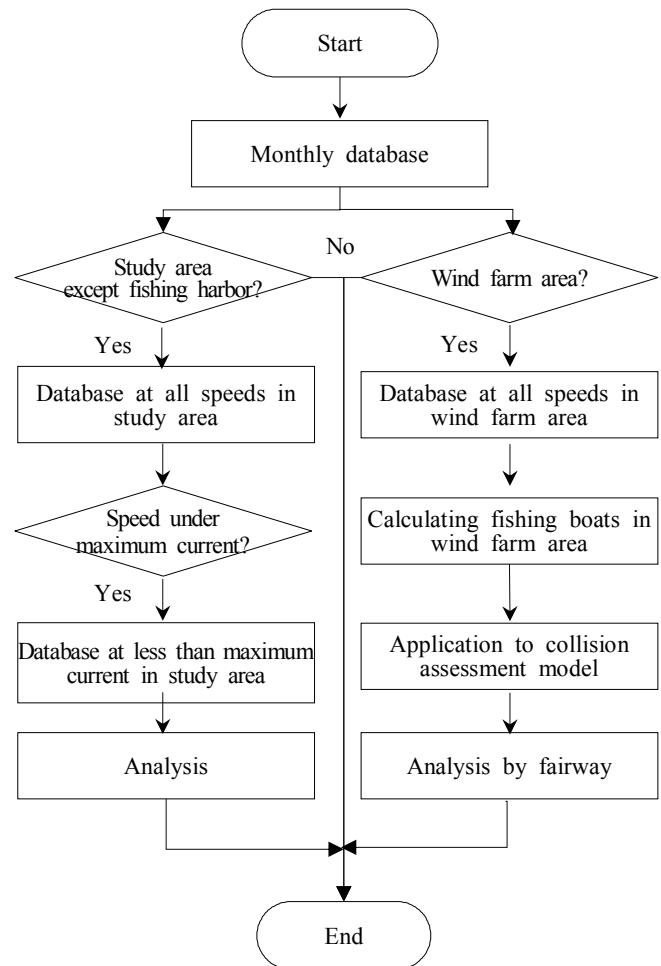 Start
Monthly database
No
Study area
except fishing harbor?
Wind farm area?
Yes
Yes
Database at all speeds in
study area
Database at all speeds in
wind farm area
Speed under
maximum current?
Calculating fishing boats in
wind farm area
Yes
Database at less than maximum
current in study area
Application to collision
assessment model
Analysis
Analysis by fairway
End